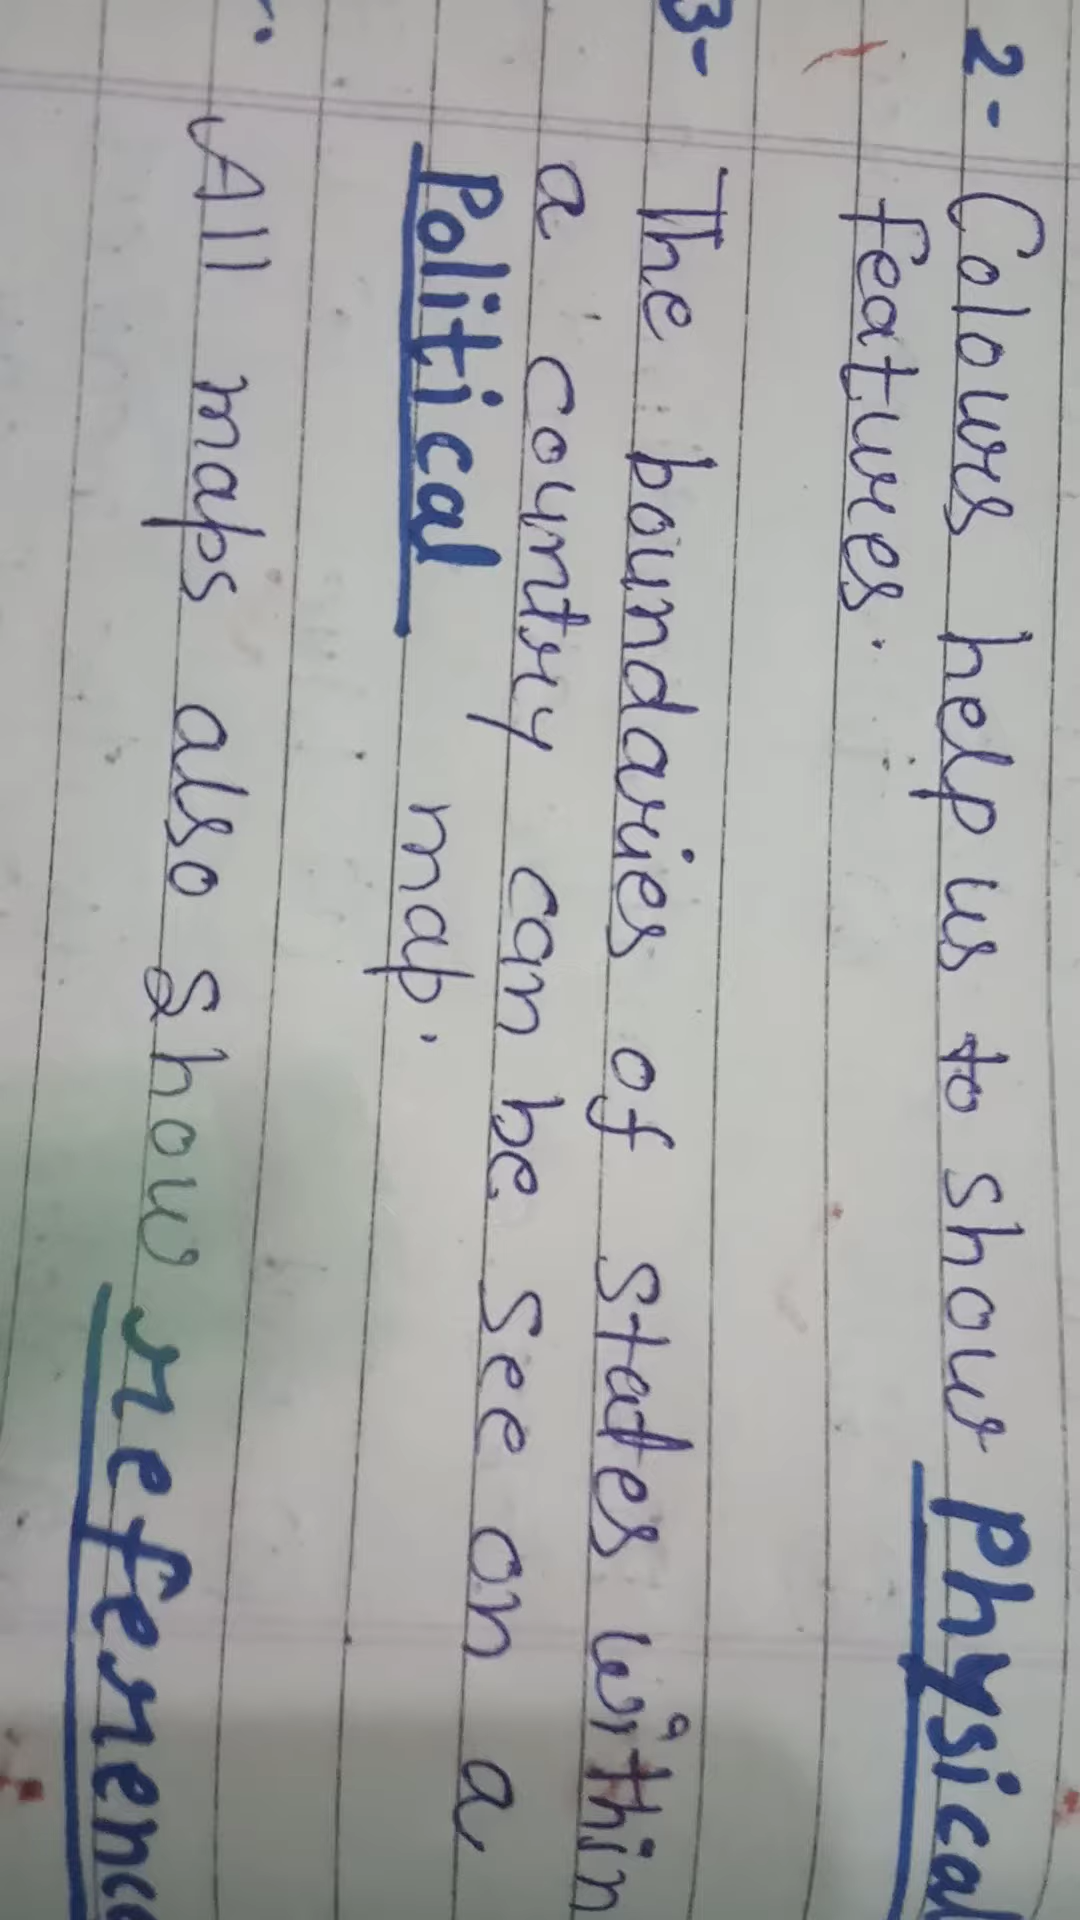 2- Colours help us to show Physical
features.
3- The boundaries of states within
a country can be see on a
Political map.
All maps also Show